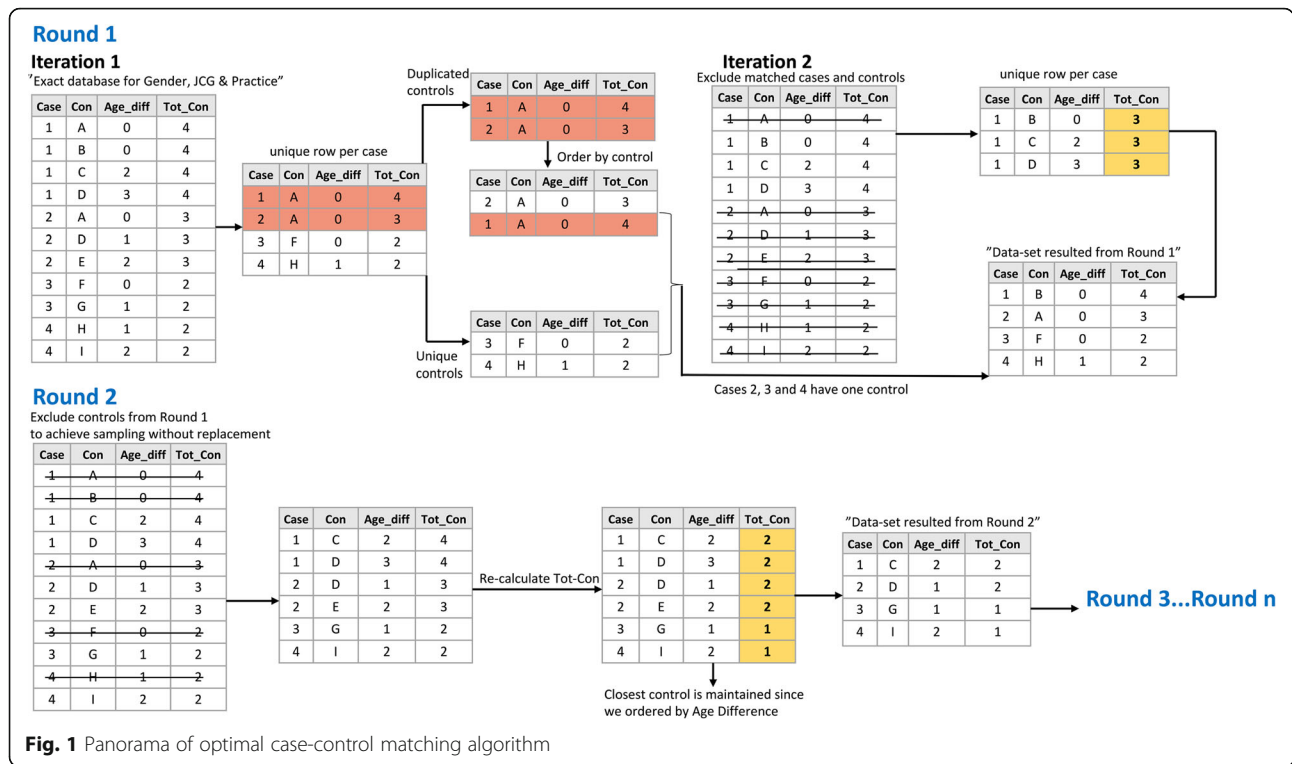 Round 1
Iteration 1
"Exact database for Gender, JCG & Practice"
Case Con Age_diff Tot_Con
1 A 0 4
1 B 0 4
1 C 2 4
1 D 3 4
2 A 0 3
2 D 1 3
2 E 2 3
3 F 0 2
3 G 1 2
4 H 1 2
4 I 2 2
unique row per case
Case Con Age_diff Tot_Con
1 A 0 4
2 A 0 3
3 F 0 2
4 H 1 2
Duplicated
controls
Case Con Age_diff Tot_Con
1 A 0 4
2 A 0 3
Order by control
Case Con Age_diff Tot_Con
2 A 0 3
1 A 0 4
Unique
controls
Case Con Age_diff Tot_Con
3 F 0 2
4 H 1 2
Iteration 2
Exclude matched cases and controls
Case Con Age_diff Tot_Con
1 A 0 4
1 B 0 4
1 C 2 4
1 D 3 4
2 A 0 3
2 D 1 3
2 E 2 3
3 F 0 2
3 G 1 2
4 H 1 2
4 I 2 2
unique row per case
Case Con Age_diff Tot_Con
1 B 0 3
1 C 2 3
1 D 3 3
"Data-set resulted from Round 1"
Case Con Age_diff Tot_Con
1 B 0 4
2 A 0 3
3 F 0 2
4 H 1 2
Cases 2, 3 and 4 have one control
Round 2
Exclude controls from Round 1
to achieve sampling without replacement
Case Con Age_diff Tot_Con
1 A 0 4
1 B 0 4
1 C 2 4
1 D 3 4
2 A 0 3
2 D 1 3
2 E 2 3
3 F 0 2
3 G 1 2
4 H 1 2
4 I 2 2
Case Con Age_diff Tot_Con
1 C 2 4
1 D 3 4
2 D 1 3
2 E 2 3
3 G 1 2
4 I 2 2
Re-calculate Tot-Con
Case Con Age_diff Tot_Con
1 C 2 2
1 D 3 2
2 D 1 2
2 E 2 2
3 G 1 1
4 I 2 1
Closest control is maintained since
we ordered by Age Difference
"Data-set resulted from Round 2"
Case Con Age_diff Tot_Con
1 C 2 2
2 D 1 2
3 G 1 1
4 I 2 1
Round 3...Round n
Fig. 1 Panorama of optimal case-control matching algorithm